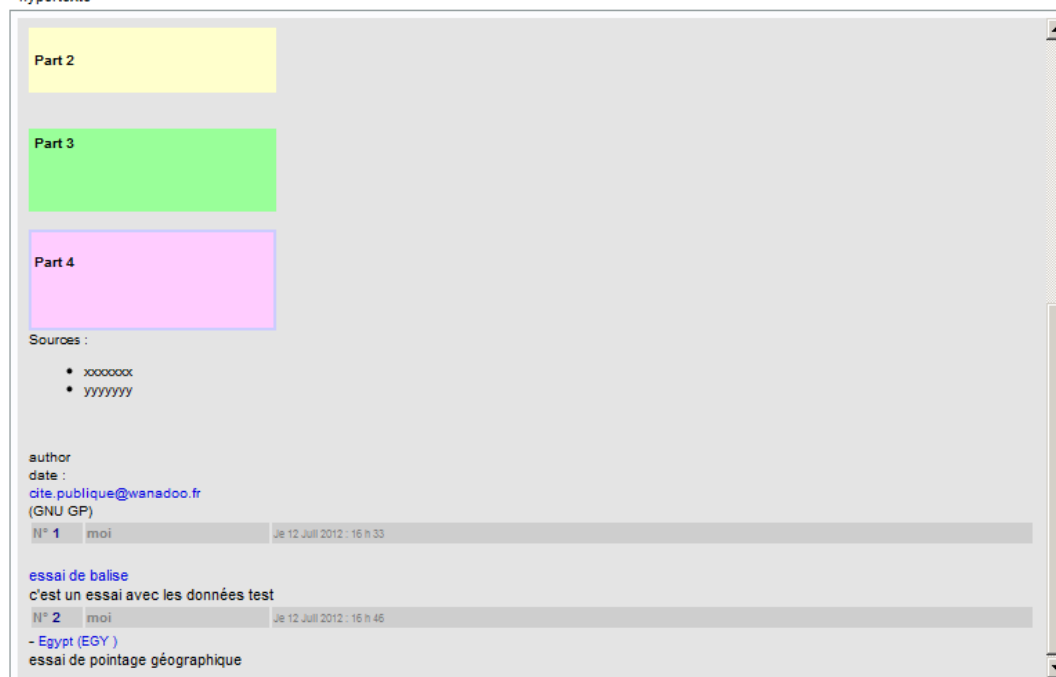 Part 2
Part 3
Part 4
Sources :
xxxxxxx
yyyyyyy
author
date :
cite.publique@wanadoo.fr
(GNU GP)
N° 1 moi Je 12 Juil 2012 : 16 h 33
essai de balise
c'est un essai avec les données test
N° 2 moi Je 12 Juil 2012 : 16 h 46
- Egypt (EGY )
essai de pointage géographique